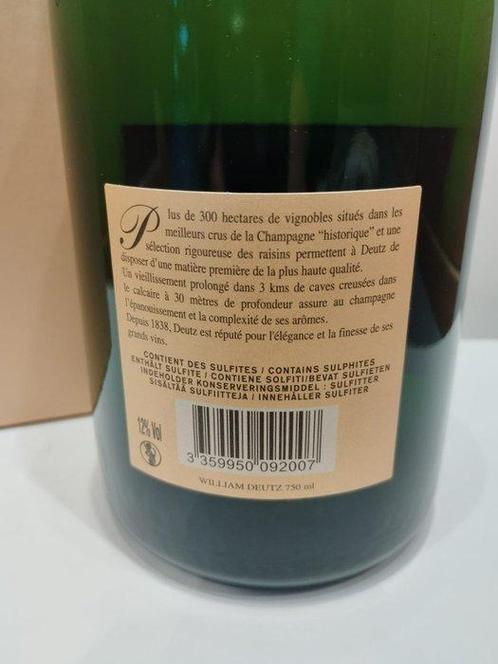 Plus de 300 hectares de vignobles situés dans les
meilleurs crus de la Champagne "historique" et une
sélection rigoureuse des raisins permettent à Deutz de
disposer d'une matière première de la plus haute qualité.
Un vieillissement prolongé dans 3 kms de caves creusées dans
le calcaire à 30 mètres de profondeur assure au champagne
l'épanouissement et la complexité de ses arômes.
Depuis 1838, Deutz est réputé pour l'élégance et la finesse de ses
grands vins.
CONTIENT DES SULFITES / CONTAINS SULPHITES
ENTHÄLT SULFITE / CONTIENE SOLFITI/BEVAT SULFIETEN
INDEHOLDER KONSERVERINGSMIDDEL : SULFITTER
SISÄLTÄÄ SULFIITTEJA / INNEHÅLLER SULFITER
12% Vol
3 359950 092007
WILLIAM DEUTZ 750 ml